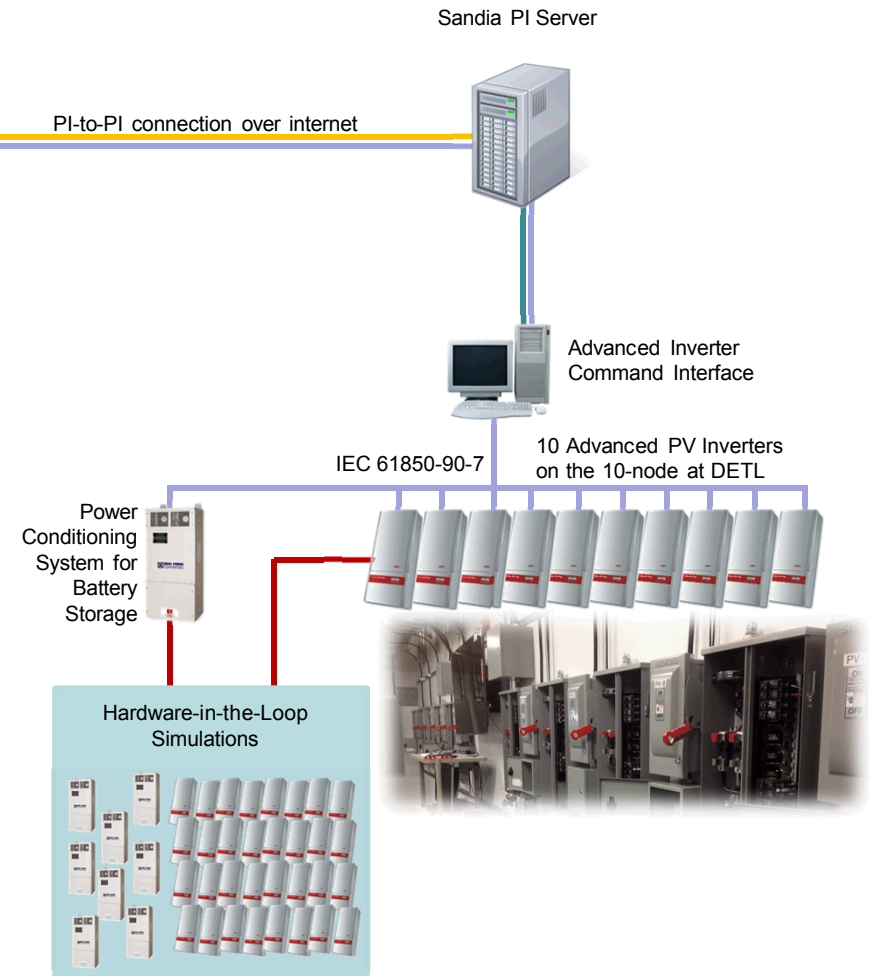 Sandia PI Server
PI-to-PI connection over internet
Advanced Inverter
Command Interface
IEC 61850-90-7
10 Advanced PV Inverters
on the 10-node at DETL
Power
Conditioning
System for
Battery
Storage
Hardware-in-the-Loop
Simulations
ON
OFF